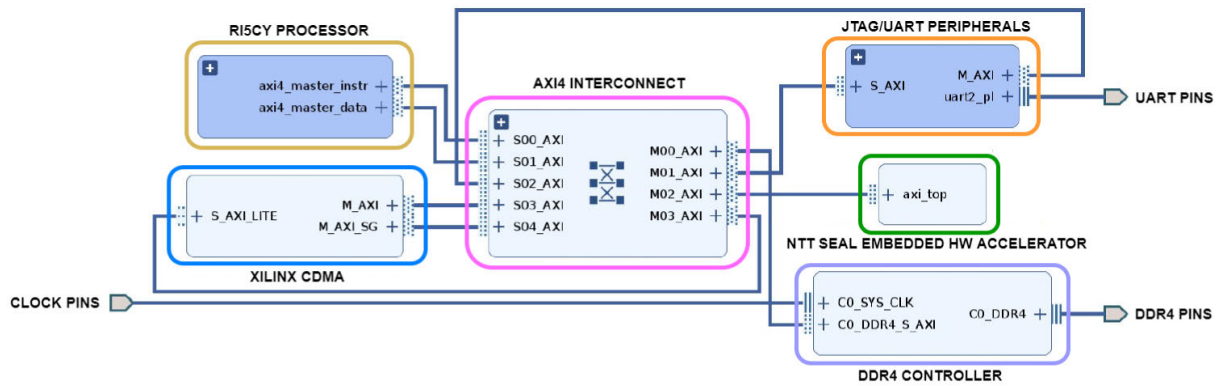 RI5CY PROCESSOR
axi4_master_instr
axi4_master_data
AXI4 INTERCONNECT
S00_AXI
S01_AXI
S02_AXI
S03_AXI
S04_AXI
M00_AXI
M01_AXI
M02_AXI
M03_AXI
JTAG/UART PERIPHERALS
S_AXI
M_AXI
uart2_pl
UART PINS
S_AXI_LITE
M_AXI
M_AXI_SG
XILINX CDMA
axi_top
NTT SEAL EMBEDDED HW ACCELERATOR
CLOCK PINS
C0_SYS_CLK
C0_DDR4_S_AXI
C0_DDR4
DDR4 PINS
DDR4 CONTROLLER